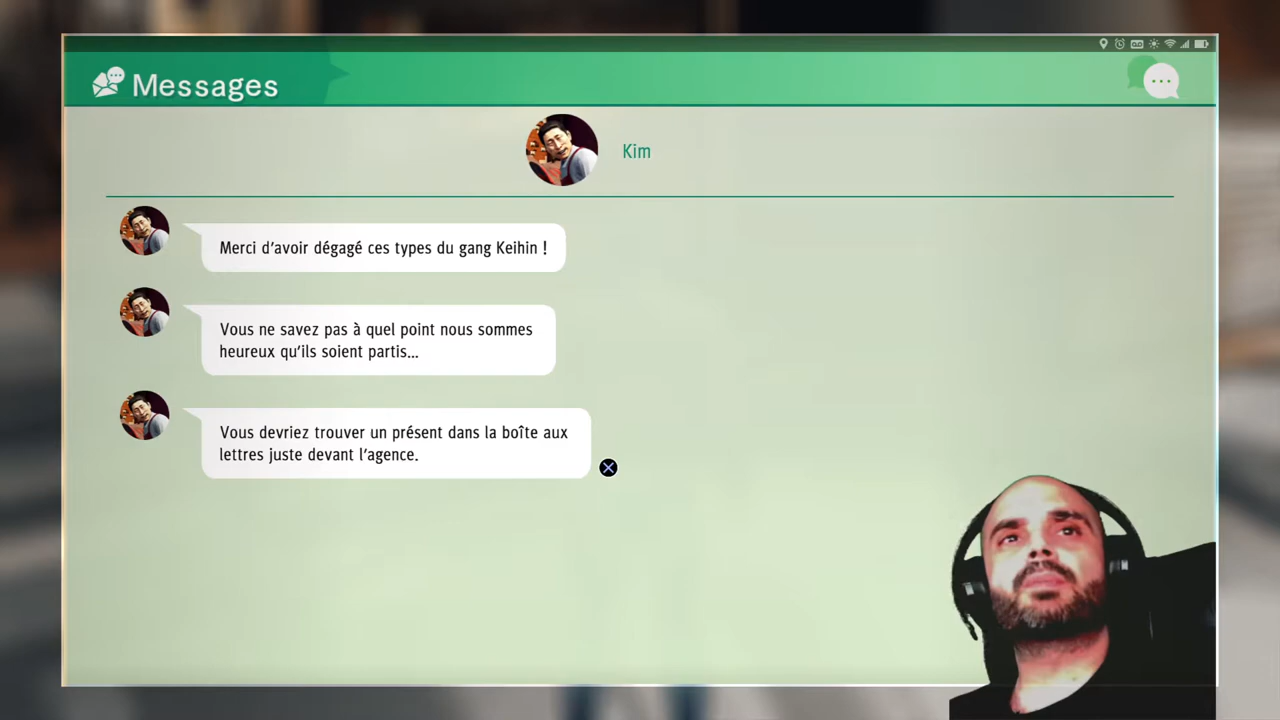 Messages
Kim
Merci d'avoir dégagé ces types du gang Keihin !
Vous ne savez pas à quel point nous sommes
heureux qu'ils soient partis...
Vous devriez trouver un présent dans la boîte aux
lettres juste devant l'agence.